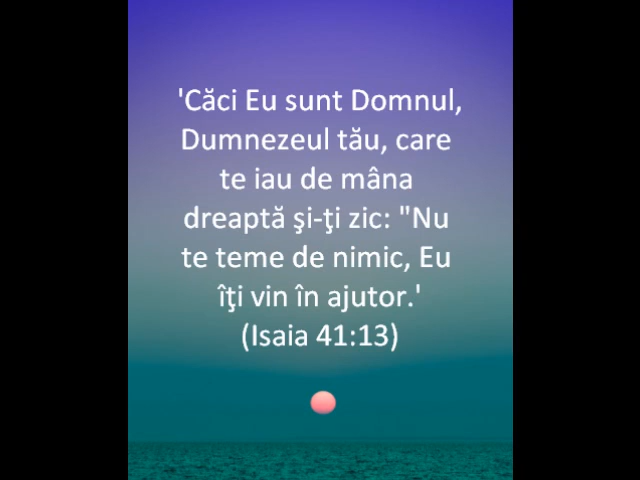 'Căci Eu sunt Domnul,
Dumnezeul tău, care
te iau de mâna
dreaptă şi-ţi zic: "Nu
te teme de nimic, Eu
îţi vin în ajutor.'
(Isaia 41:13)